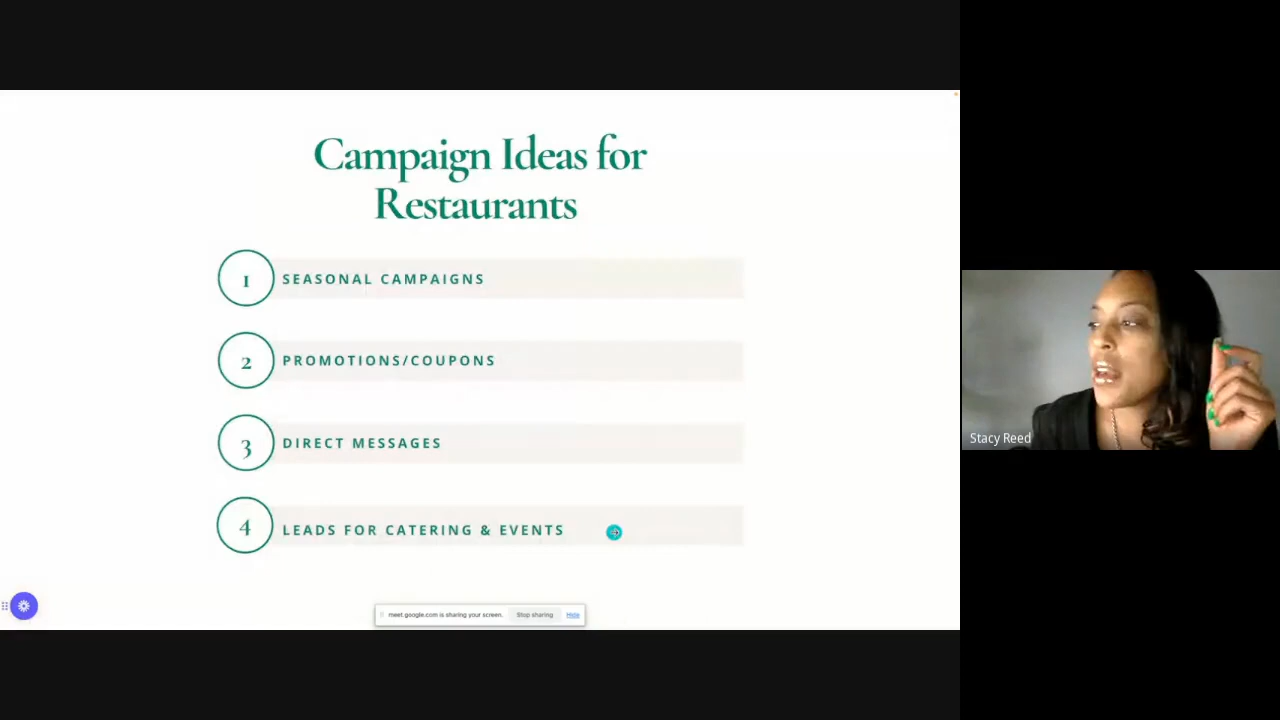 Campaign Ideas for
Restaurants
1
SEASONAL CAMPAIGNS
2
PROMOTIONS/COUPONS
3
DIRECT MESSAGES
4
LEADS FOR CATERING & EVENTS
meet.google.com is sharing your screen. Stop sharing Hide
Stacy Reed